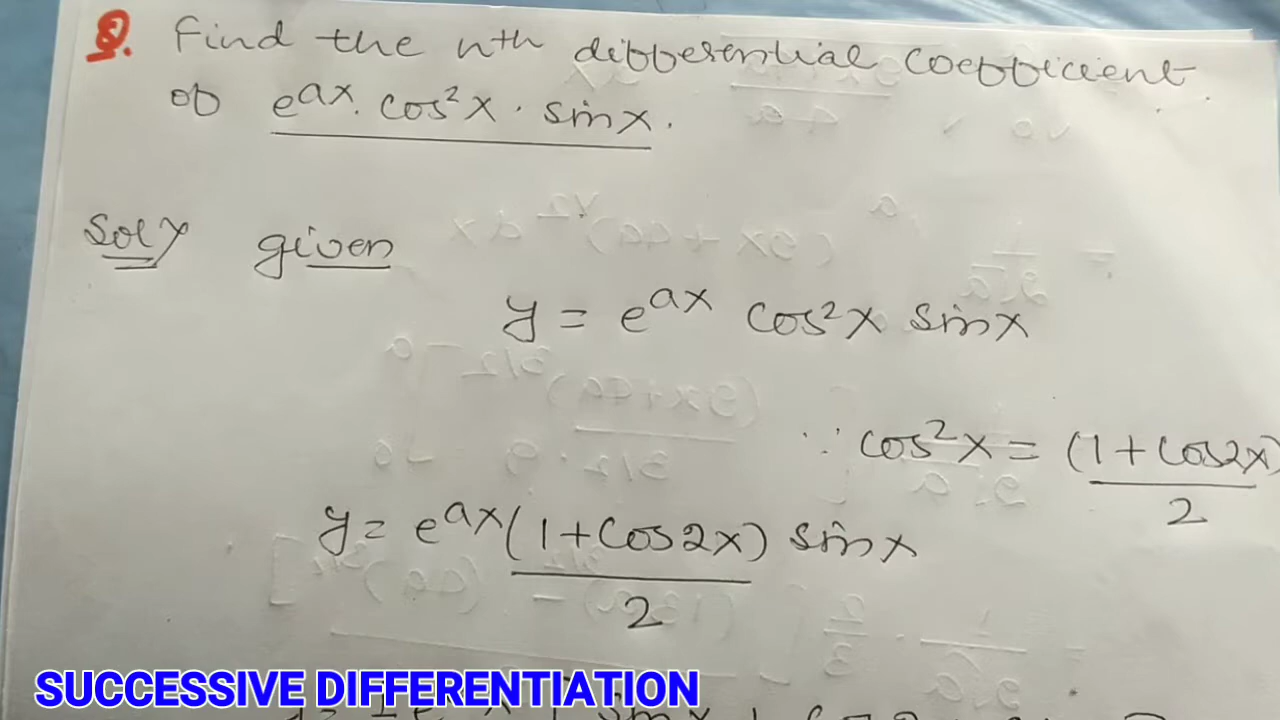 Q. Find the nth differential coefficient
of e^{ax}. cos²x . sinx.
Solⁿ given
y = e^{ax} cos²x sinx
∵ cos²x = (1+cos2x)/2
y = e^{ax} (1+cos2x)/2 sinx
SUCCESSIVE DIFFERENTIATION